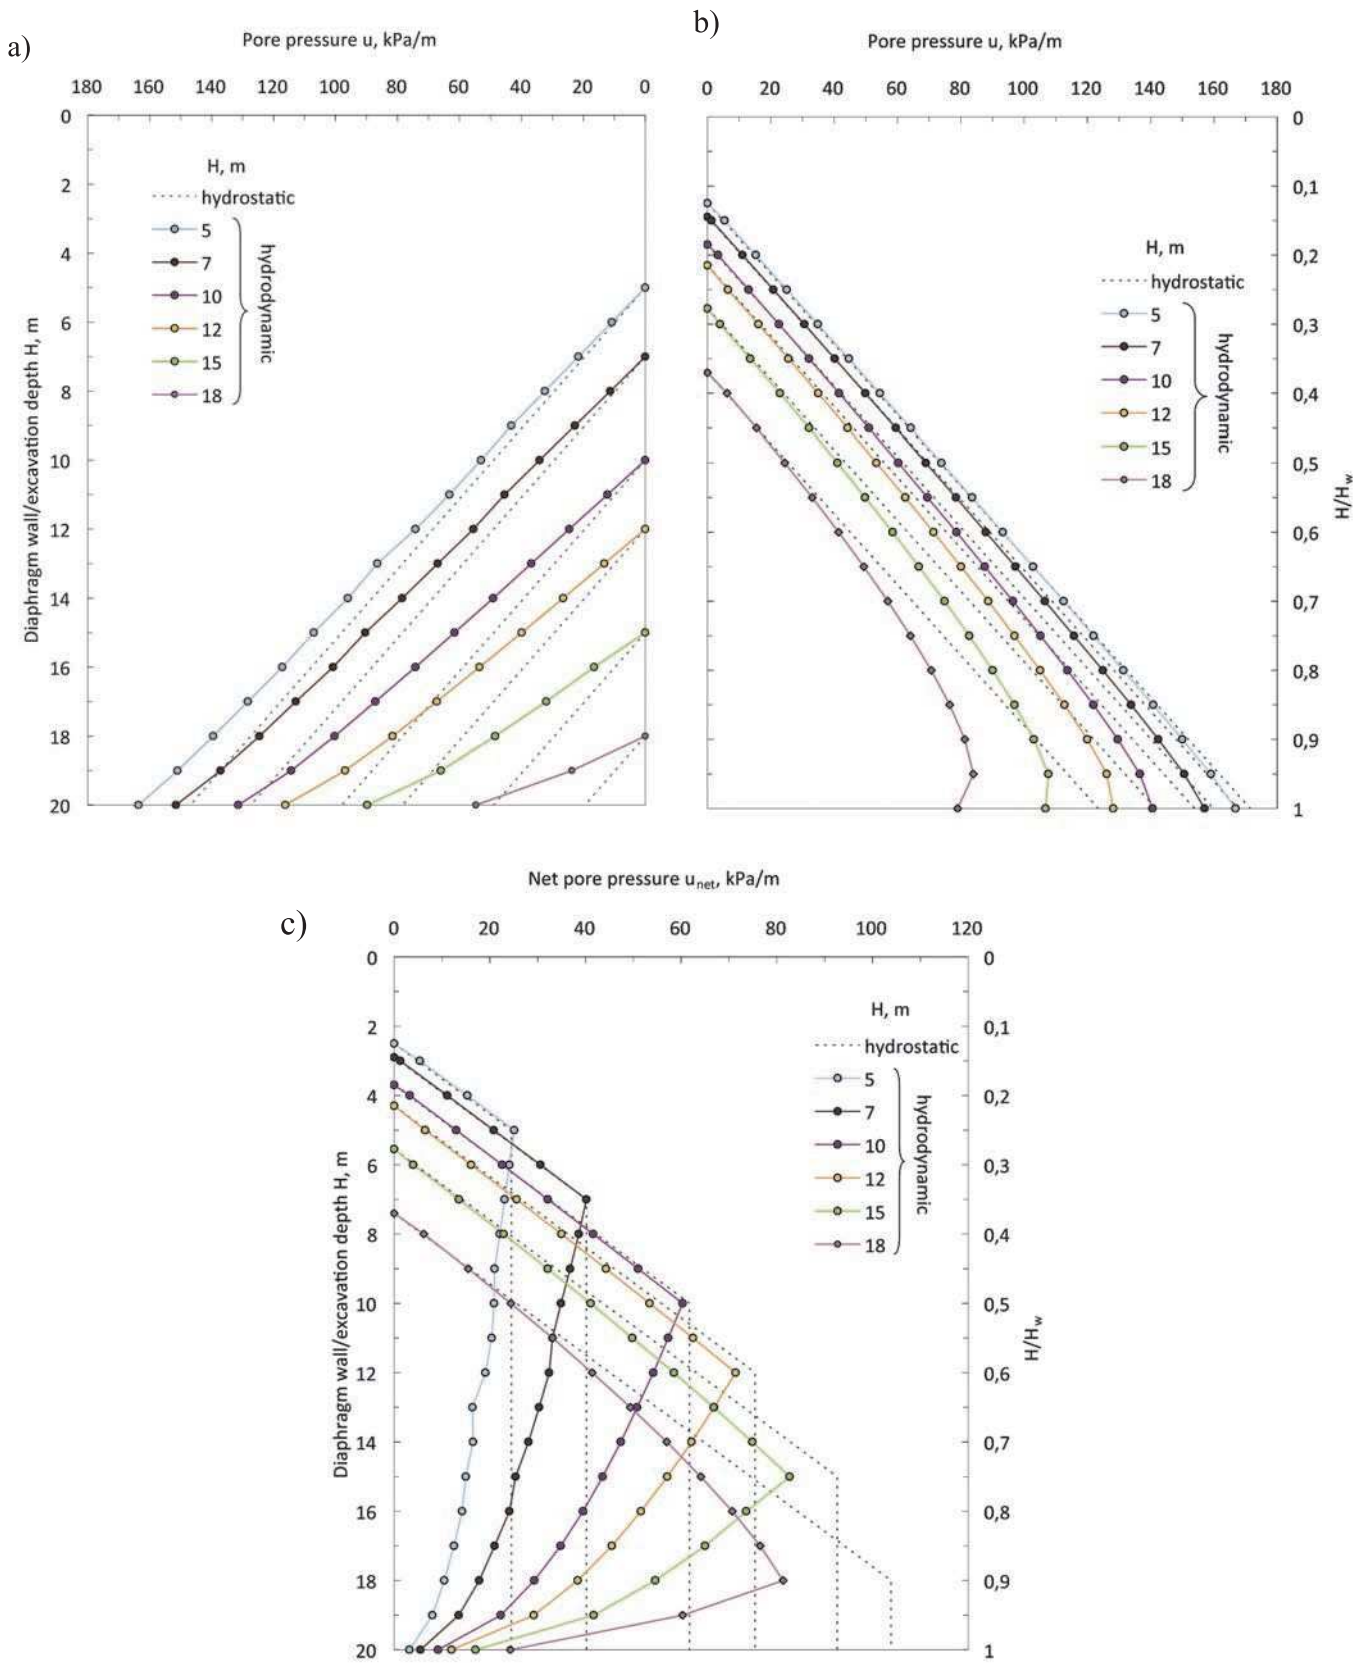 a)
Pore pressure u, kPa/m
180 160 140 120 100 80 60 40 20 0
0
2
4
6
8
10
12
14
16
18
20
Diaphragm wall/excavation depth H, m
H, m
hydrostatic
5
7
10
12
15
18
hydrodynamic
b)
Pore pressure u, kPa/m
0 20 40 60 80 100 120 140 160 180
0
0,1
0,2
0,3
0,4
0,5
0,6
0,7
0,8
0,9
1
H/Hw
H, m
hydrostatic
5
7
10
12
15
18
hydrodynamic
c)
Net pore pressure unet, kPa/m
0 20 40 60 80 100 120
0
2
4
6
8
10
12
14
16
18
20
Diaphragm wall/excavation depth H, m
H, m
hydrostatic
5
7
10
12
15
18
hydrodynamic
0
0,1
0,2
0,3
0,4
0,5
0,6
0,7
0,8
0,9
1
H/Hw